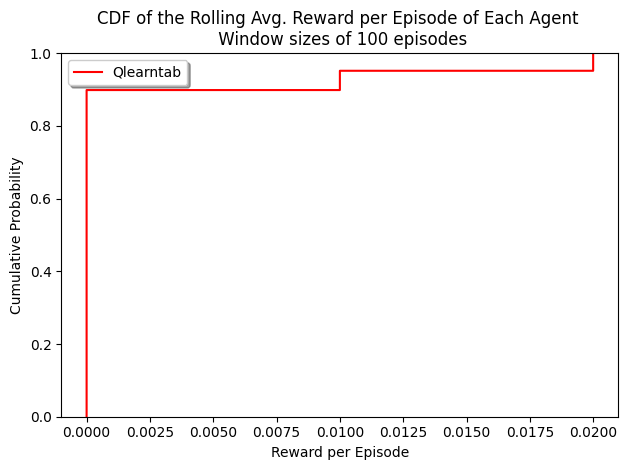 CDF of the Rolling Avg. Reward per Episode of Each Agent
Window sizes of 100 episodes
Qlearntab
Cumulative Probability
1.0
0.8
0.6
0.4
0.2
0.0
0.0000 0.0025 0.0050 0.0075 0.0100 0.0125 0.0150 0.0175 0.0200
Reward per Episode